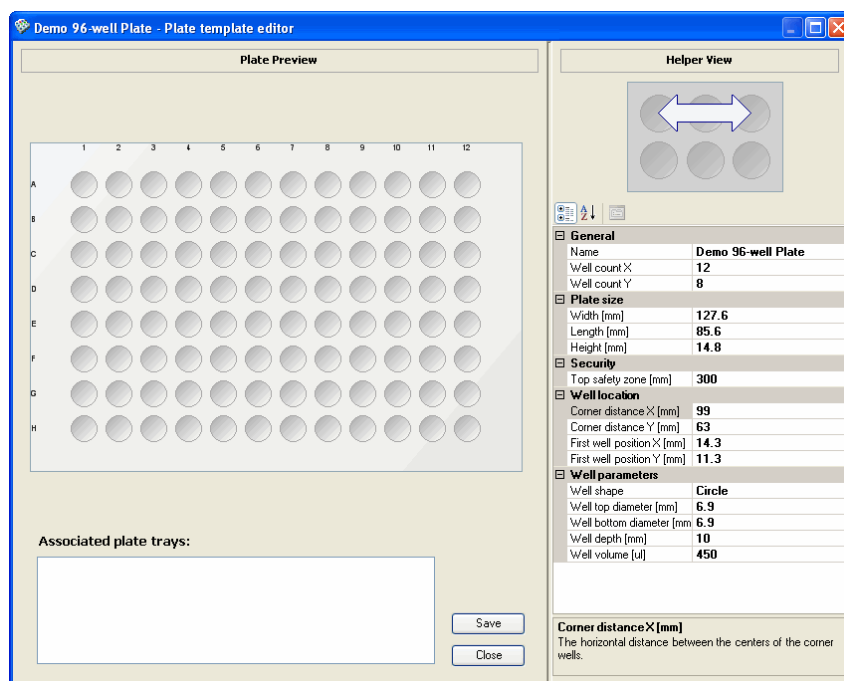 Demo 96-well Plate - Plate template editor
Plate Preview
1 2 3 4 5 6 7 8 9 10 11 12
A
B
C
D
E
F
G
H
Associated plate trays:
Save
Close
Helper View
A
Z
General
Name Demo 96-well Plate
Well count X 12
Well count Y 8
Plate size
Width [mm] 127.6
Length [mm] 85.6
Height [mm] 14.8
Security
Top safety zone [mm] 300
Well location
Corner distance X [mm] 99
Corner distance Y [mm] 63
First well position X [mm] 14.3
First well position Y [mm] 11.3
Well parameters
Well shape Circle
Well top diameter [mm] 6.9
Well bottom diameter [mm 6.9
Well depth [mm] 10
Well volume [ul] 450
Corner distance X [mm]
The horizontal distance between the centers of the corner
wells.